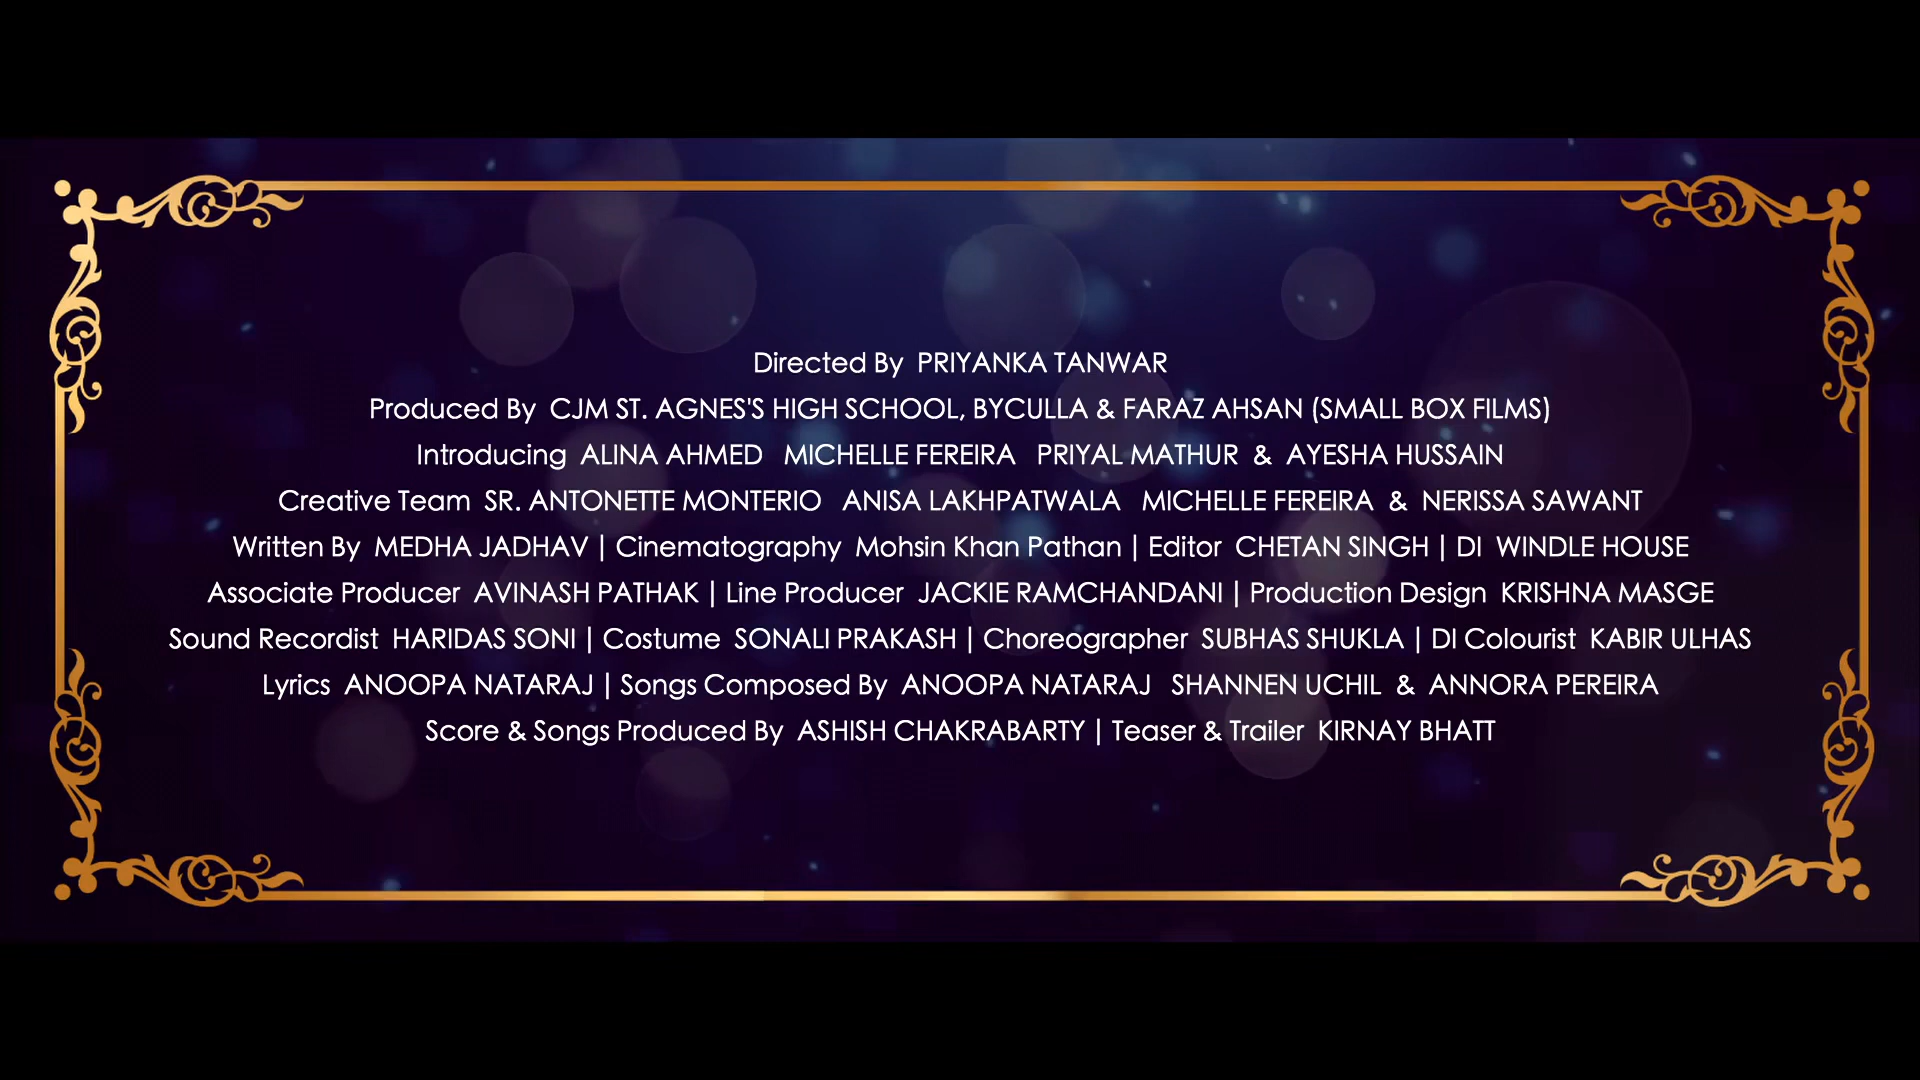 Directed By PRIYANKA TANWAR
Produced By CJM ST. AGNES'S HIGH SCHOOL, BYCULLA & FARAZ AHSAN (SMALL BOX FILMS)
Introducing ALINA AHMED MICHELLE FEREIRA PRIYAL MATHUR & AYESHA HUSSAIN
Creative Team SR. ANTONETTE MONTERIO ANISA LAKHPATWALA MICHELLE FEREIRA & NERISSA SAWANT
Written By MEDHA JADHAV | Cinematography Mohsin Khan Pathan | Editor CHETAN SINGH | DI WINDLE HOUSE
Associate Producer AVINASH PATHAK | Line Producer JACKIE RAMCHANDANI | Production Design KRISHNA MASGE
Sound Recordist HARIDAS SONI | Costume SONALI PRAKASH | Choreographer SUBHAS SHUKLA | DI Colourist KABIR ULHAS
Lyrics ANOOPA NATARAJ | Songs Composed By ANOOPA NATARAJ SHANNEN UCHIL & ANNORA PEREIRA
Score & Songs Produced By ASHISH CHAKRABARTY | Teaser & Trailer KIRNAY BHATT